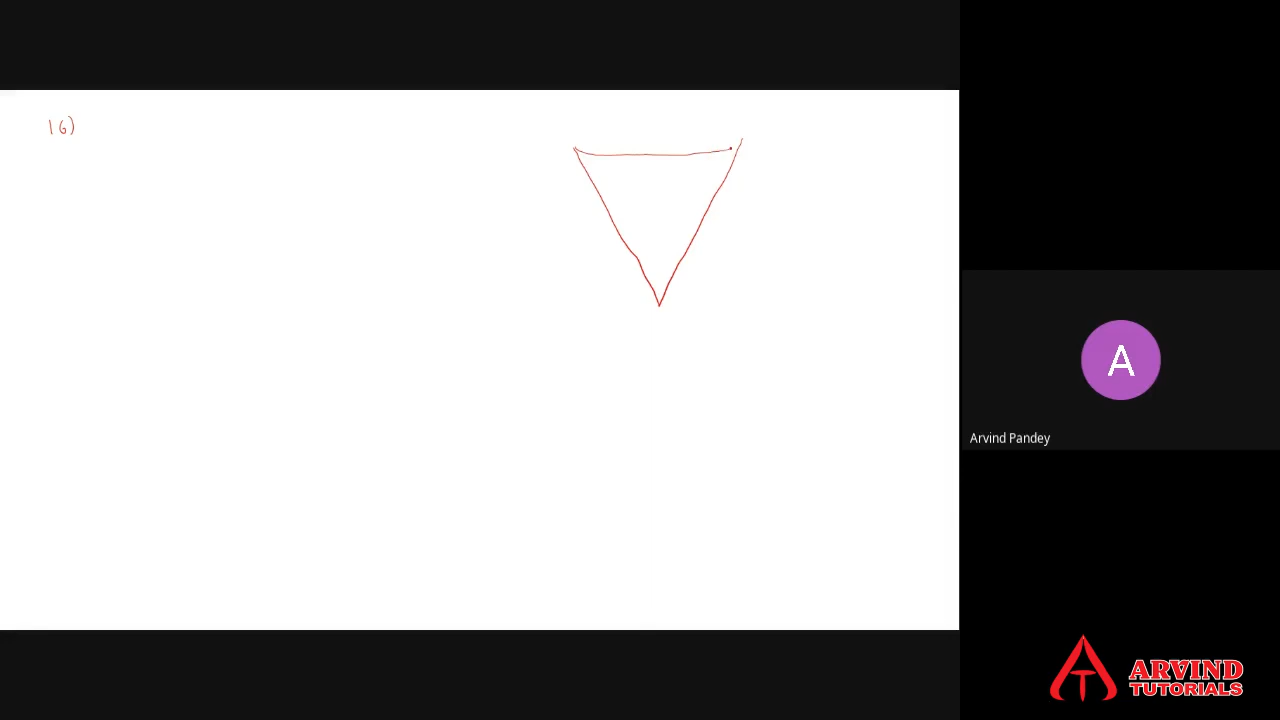 16)
A
Arvind Pandey
ARVIND
TUTORIALS